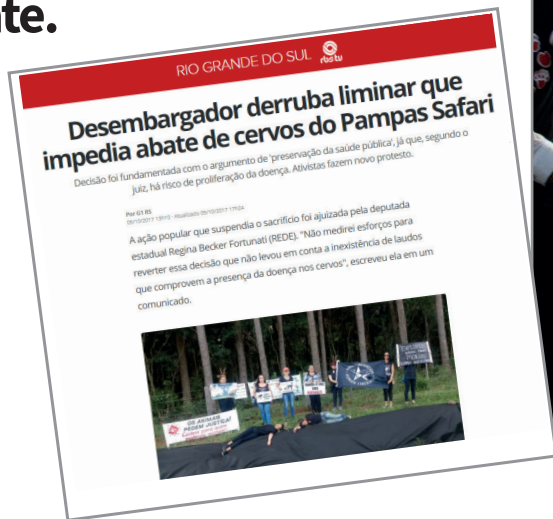 te.
RIO GRANDE DO SUL rbs tv
Desembargador derruba liminar que
impedia abate de cervos do Pampas Safari
Decisão foi fundamentada com o argumento de 'preservação da saúde pública', já que, segundo o
juiz, há risco de proliferação da doença. Ativistas fazem novo protesto.
Por G1 RS
A ação popular que suspendia o sacrifício foi ajuizada pela deputada
estadual Regina Becker Fortunati (REDE). "Não medirei esforços para
reverter essa decisão que não levou em conta a inexistência de laudos
que comprovem a presença da doença nos cervos", escreveu ela em um
comunicado.
OS ANIMAIS
PEDEM JUSTIÇA!